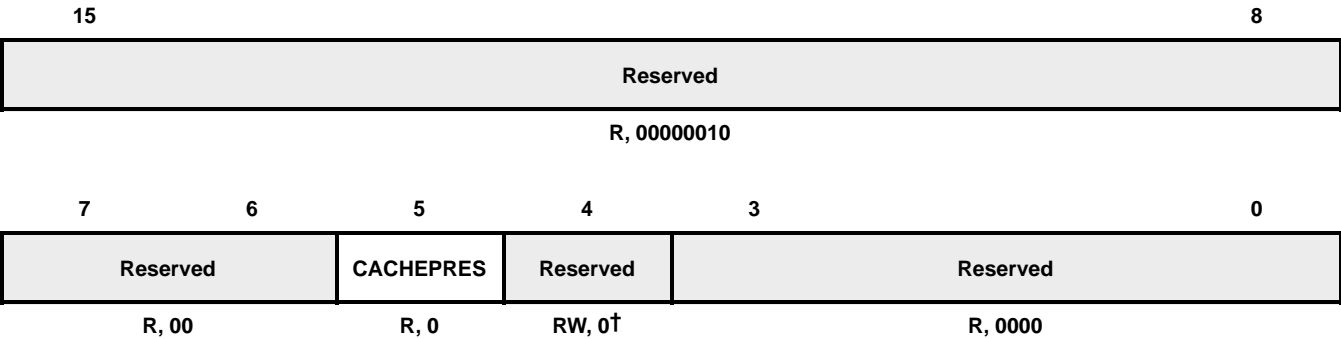 15 8
Reserved
R, 00000010
7 6 5 4 3 0
Reserved CACHEPRES Reserved Reserved
R, 00 R, 0 RW, 0† R, 0000